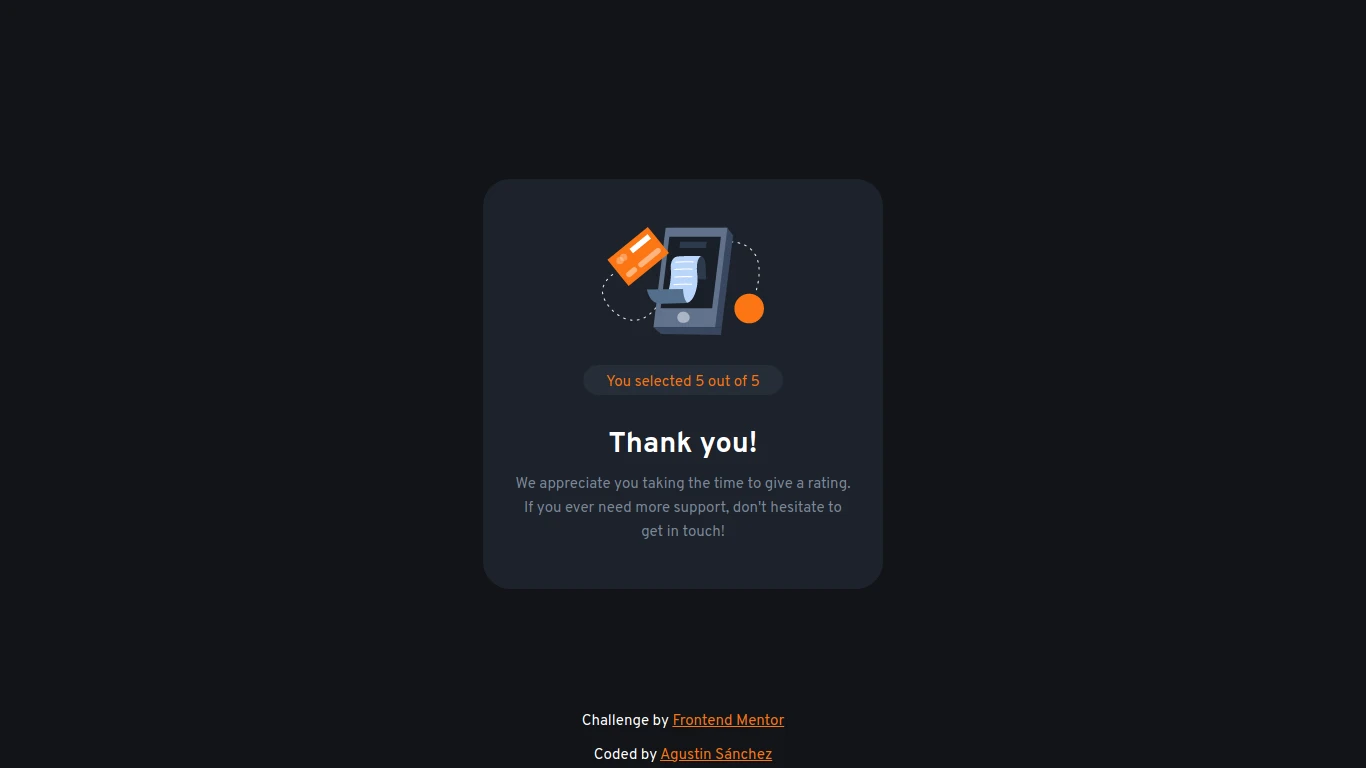 You selected 5 out of 5
Thank you!
We appreciate you taking the time to give a rating.
If you ever need more support, don't hesitate to
get in touch!
Challenge by Frontend Mentor
Coded by Agustin Sánchez